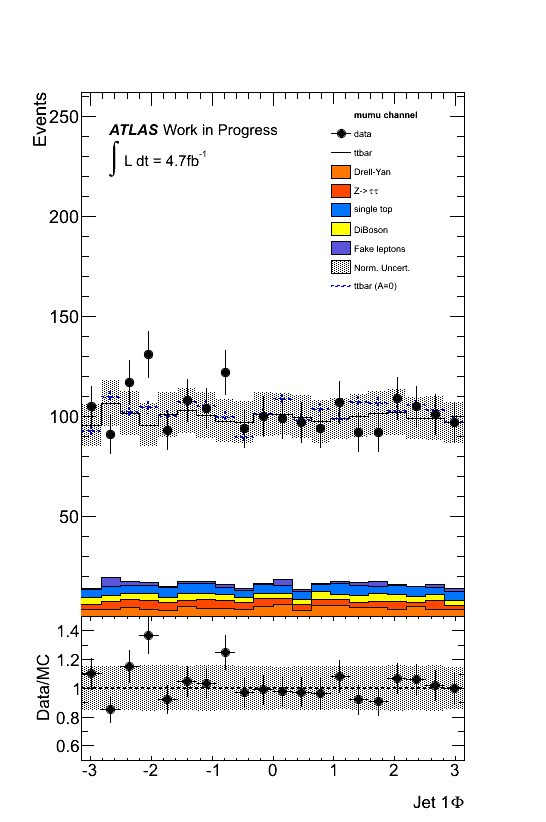 Events
250
200
150
100
50
ATLAS Work in Progress
∫ L dt = 4.7fb⁻¹
mumu channel
data
ttbar
Drell-Yan
Z->ττ
single top
DiBoson
Fake leptons
Norm. Uncert.
ttbar (A=0)
Data/MC
1.4
1.2
1
0.8
0.6
-3 -2 -1 0 1 2 3
Jet 1Φ